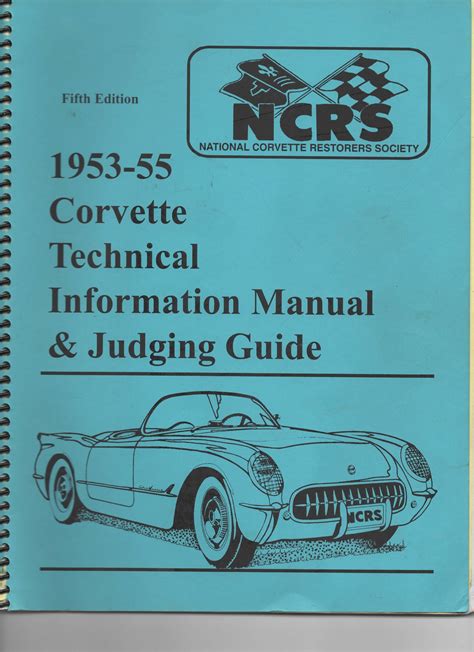 Fifth Edition
NCRS
NATIONAL CORVETTE RESTORERS SOCIETY
1953-55
Corvette
Technical
Information Manual
& Judging Guide
NCRS